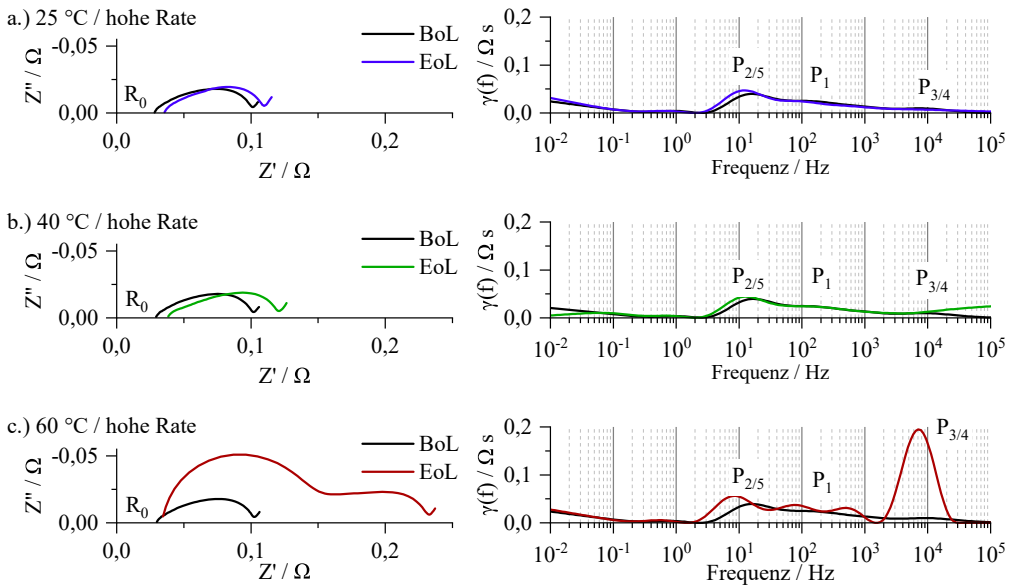 a.) 25 °C / hohe Rate
-0,05
0,00
Z'' / Ω
R₀
BoL
EoL
0,0 0,1 0,2
Z' / Ω
0,2
0,1
0,0
γ(f) / Ω s
P₂/₅
P₁
P₃/₄
10⁻² 10⁻¹ 10⁰ 10¹ 10² 10³ 10⁴ 10⁵
Frequenz / Hz
b.) 40 °C / hohe Rate
-0,05
0,00
Z'' / Ω
R₀
BoL
EoL
0,0 0,1 0,2
Z' / Ω
0,2
0,1
0,0
γ(f) / Ω s
P₂/₅
P₁
P₃/₄
10⁻² 10⁻¹ 10⁰ 10¹ 10² 10³ 10⁴ 10⁵
Frequenz / Hz
c.) 60 °C / hohe Rate
-0,05
0,00
Z'' / Ω
R₀
BoL
EoL
0,0 0,1 0,2
Z' / Ω
0,2
0,1
0,0
γ(f) / Ω s
P₂/₅
P₁
P₃/₄
10⁻² 10⁻¹ 10⁰ 10¹ 10² 10³ 10⁴ 10⁵
Frequenz / Hz